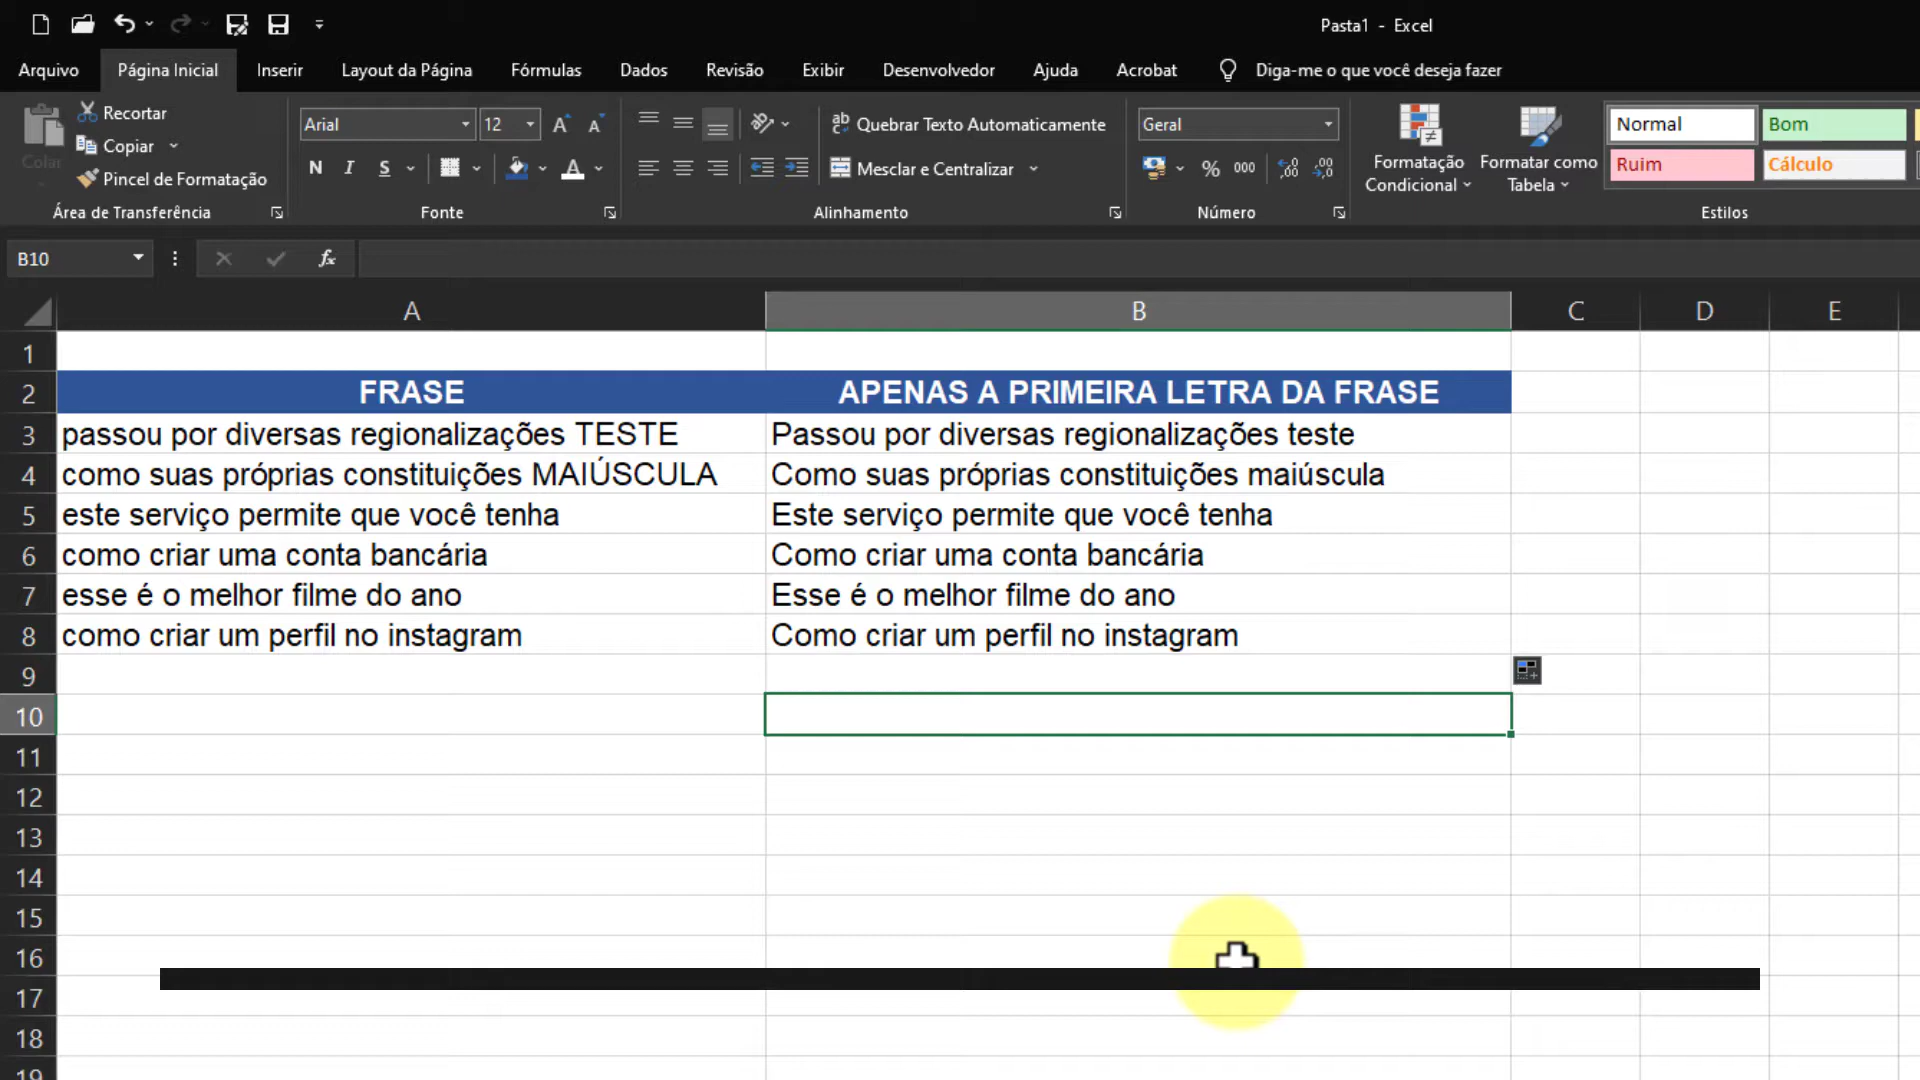 Pasta1 - Excel
Arquivo Página Inicial Inserir Layout da Página Fórmulas Dados Revisão Exibir Desenvolvedor Ajuda Acrobat Diga-me o que você deseja fazer
Colar
Recortar
Copiar
Pincel de Formatação
Área de Transferência
Arial 12
N I S A
Fonte
ab Quebrar Texto Automaticamente
Mesclar e Centralizar
Alinhamento
Geral
% 000 ,00
Número
Formatação Condicional
Formatar como Tabela
Normal Bom
Ruim Cálculo
Estilos
B10 fx
A B C D E
1
2 FRASE APENAS A PRIMEIRA LETRA DA FRASE
3 passou por diversas regionalizações TESTE Passou por diversas regionalizações teste
4 como suas próprias constituições MAIÚSCULA Como suas próprias constituições maiúscula
5 este serviço permite que você tenha Este serviço permite que você tenha
6 como criar uma conta bancária Como criar uma conta bancária
7 esse é o melhor filme do ano Esse é o melhor filme do ano
8 como criar um perfil no instagram Como criar um perfil no instagram
9
10
11
12
13
14
15
16
17
18
19